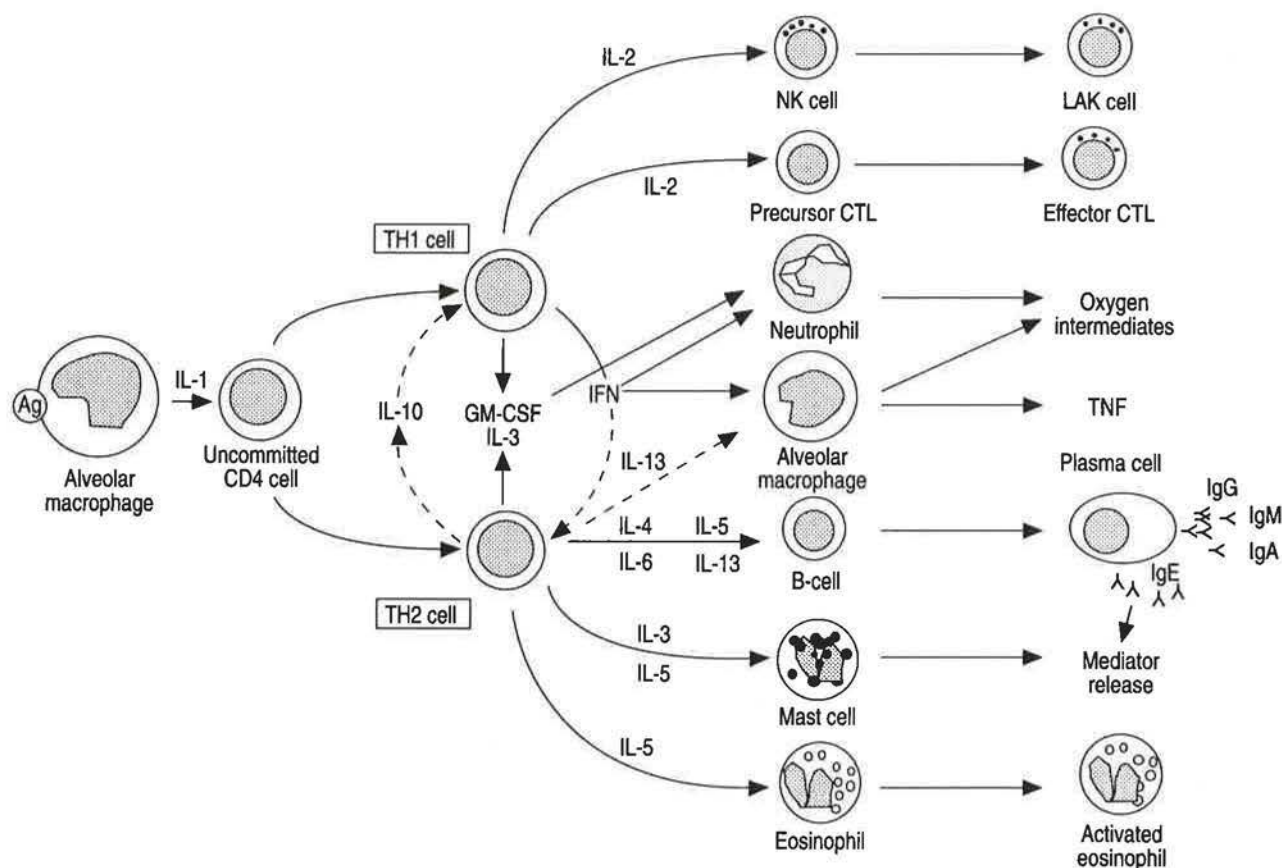 IL-2
NK cell
LAK cell
IL-2
Precursor CTL
Effector CTL
TH1 cell
Neutrophil
Oxygen
intermediates
Ag
IL-1
IL-10
GM-CSF
IL-3
IFN
TNF
Alveolar
macrophage
Uncommitted
CD4 cell
IL-13
Alveolar
macrophage
Plasma cell
IgG
IgM
IgA
IgE
IL-4
IL-5
IL-6
IL-13
B-cell
TH2 cell
IL-3
IL-5
Mast cell
Mediator
release
IL-5
Eosinophil
Activated
eosinophil